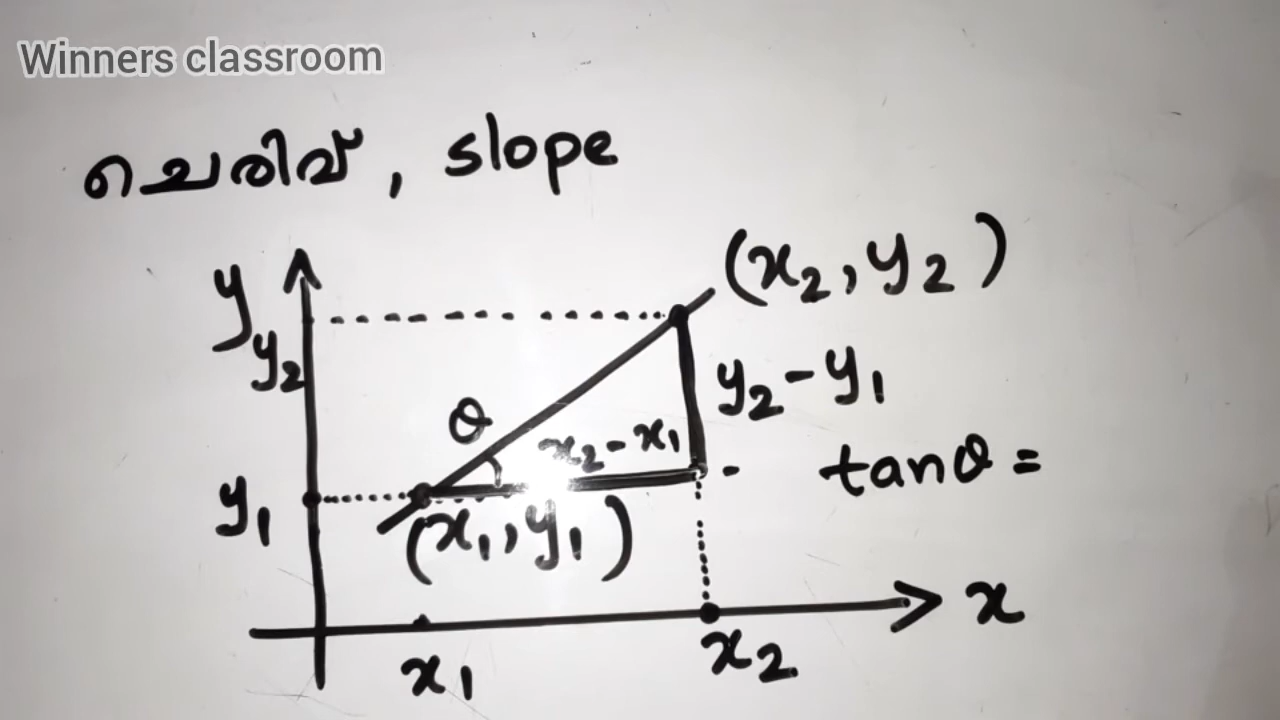 Winners classroom
ചെരിവ്, slope
y
(x₂, y₂)
y₂
y₂ - y₁
θ
x₂ - x₁
tanθ =
y₁
(x₁, y₁)
x
x₁
x₂